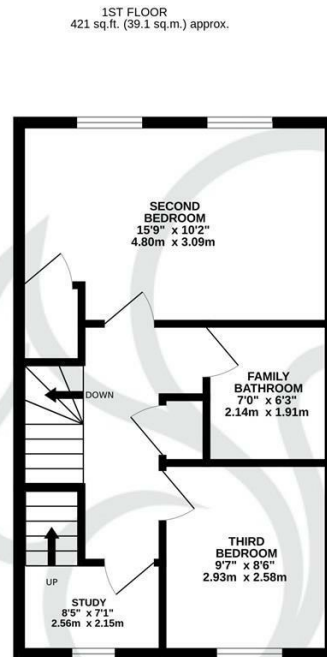 1ST FLOOR
421 sq.ft. (39.1 sq.m.) approx.
SECOND
BEDROOM
15'9" x 10'2"
4.80m x 3.09m
DOWN
FAMILY
BATHROOM
7'0" x 6'3"
2.14m x 1.91m
THIRD
BEDROOM
9'7" x 8'6"
2.93m x 2.58m
UP
STUDY
8'5" x 7'1"
2.56m x 2.15m